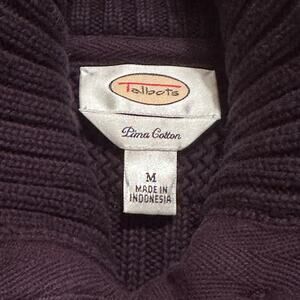 Talbots
Pima Cotton
M
MADE IN
INDONESIA